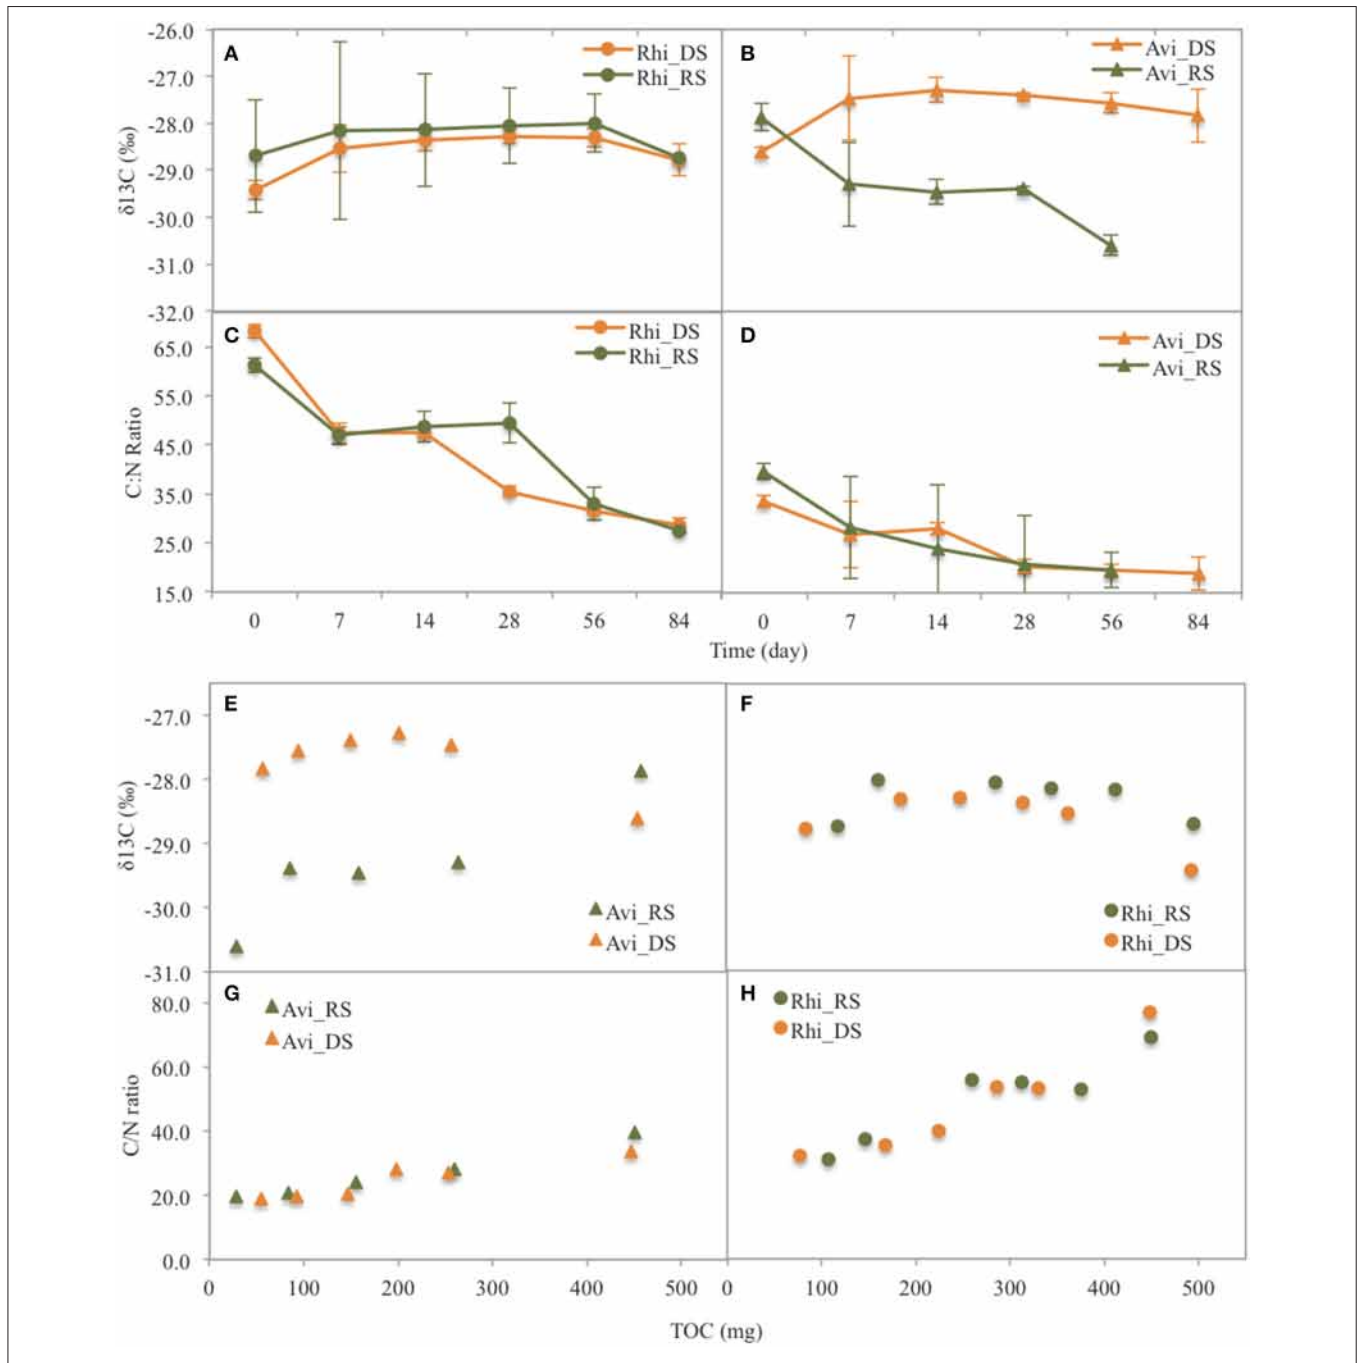 A
-26.0
-27.0
-28.0
-29.0
-30.0
-31.0
-32.0
δ13C (‰)
Rhi_DS
Rhi_RS
B
Avi_DS
Avi_RS
C
65.0
55.0
45.0
35.0
25.0
15.0
C:N Ratio
Rhi_DS
Rhi_RS
D
Avi_DS
Avi_RS
0 7 14 28 56 84
0 7 14 28 56 84
Time (day)
E
-27.0
-28.0
-29.0
-30.0
-31.0
δ13C (‰)
Avi_RS
Avi_DS
F
Rhi_RS
Rhi_DS
G
80.0
60.0
40.0
20.0
0.0
C/N ratio
Avi_RS
Avi_DS
H
Rhi_RS
Rhi_DS
0 100 200 300 400 500
0 100 200 300 400 500
TOC (mg)